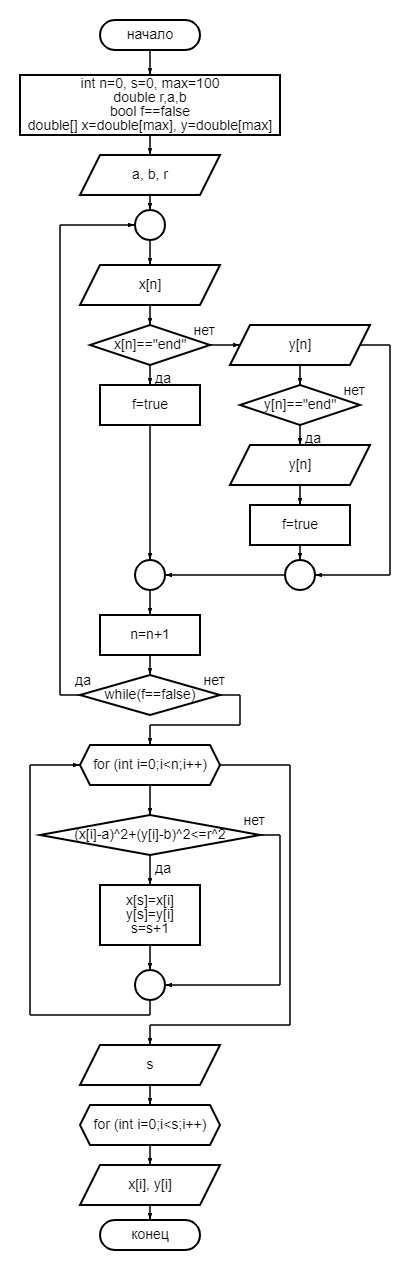 начало
int n=0, s=0, max=100
double r,a,b
bool f==false
double[] x=double[max], y=double[max]
a, b, r
x[n]
x[n]=="end"
нет
да
f=true
y[n]
y[n]=="end"
нет
да
y[n]
f=true
n=n+1
while(f==false)
да
нет
for (int i=0;i<n;i++)
(x[i]-a)^2+(y[i]-b)^2<=r^2
нет
да
x[s]=x[i]
y[s]=y[i]
s=s+1
s
for (int i=0;i<s;i++)
x[i], y[i]
конец